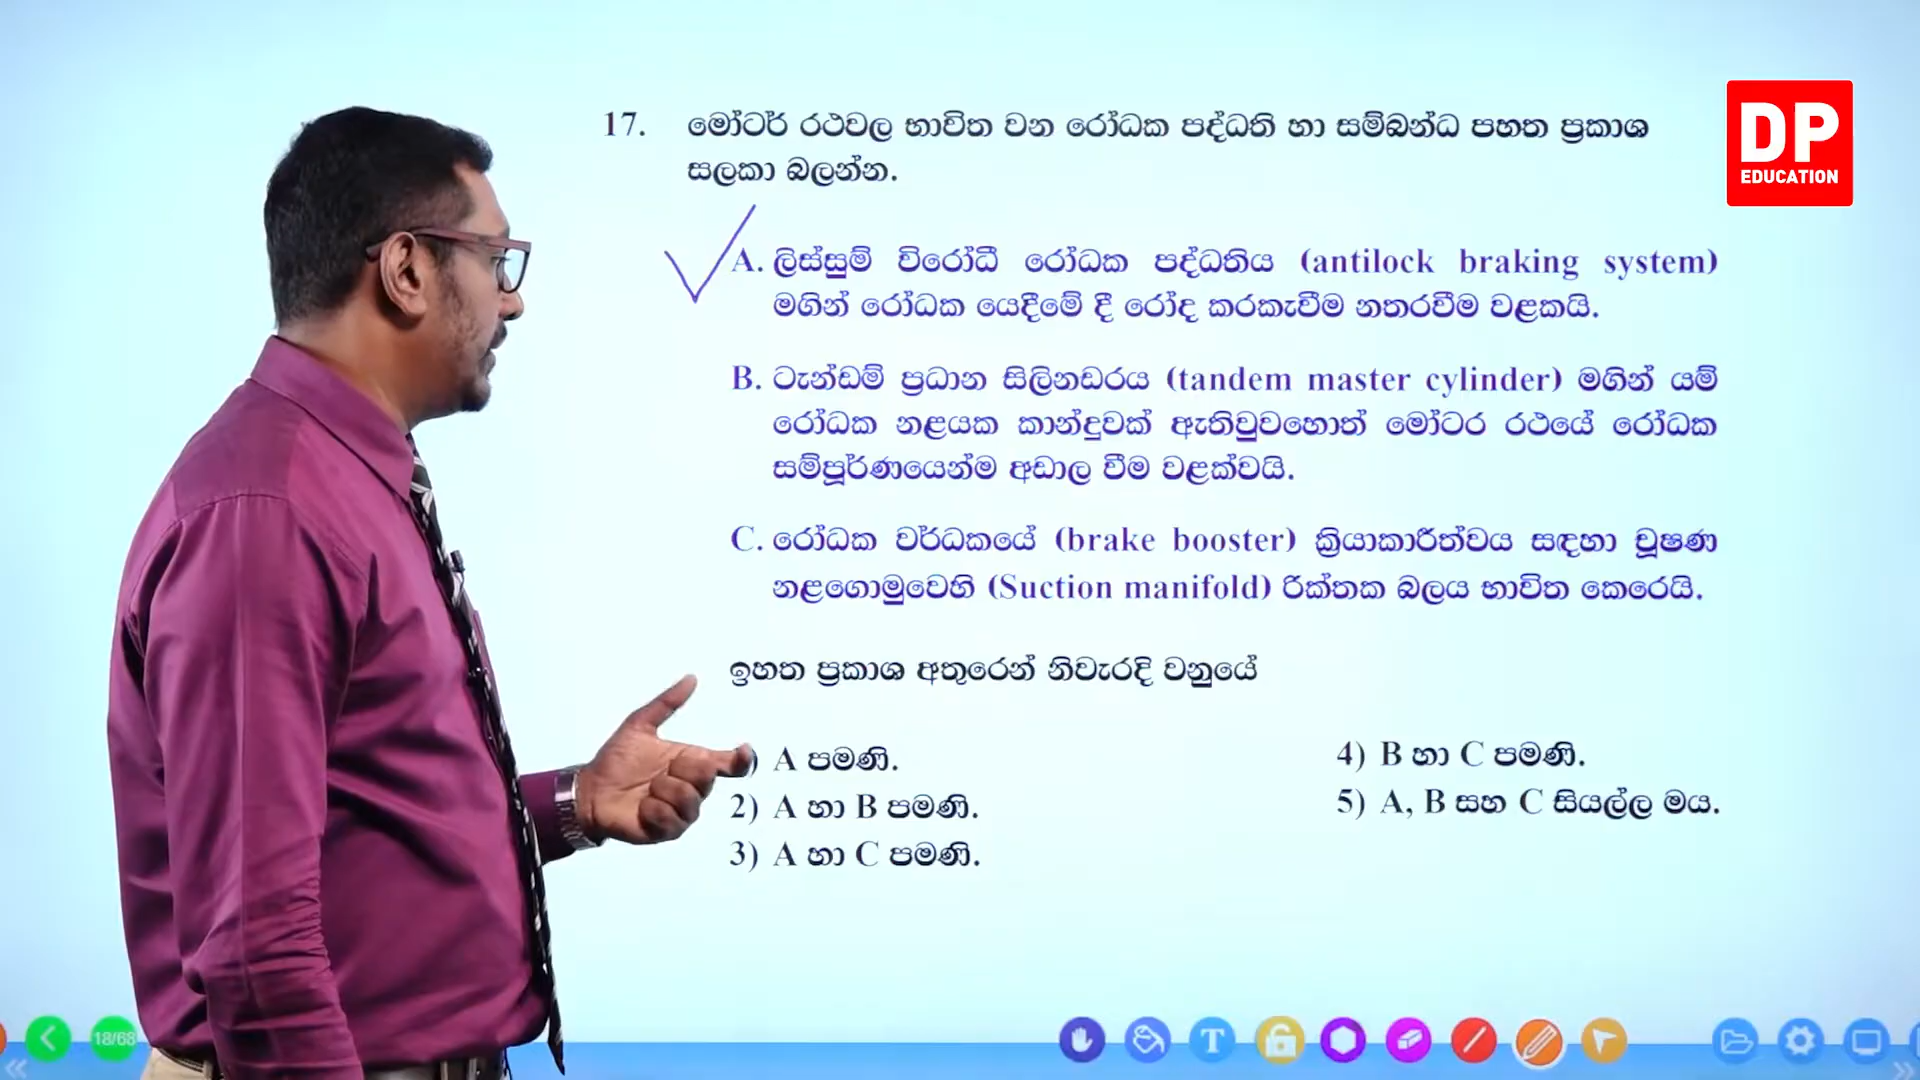 DP
EDUCATION
17. මෝටර් රථවල භාවිත වන රෝධක පද්ධති හා සම්බන්ධ පහත ප්‍රකාශ
සලකා බලන්න.
A. ලිස්සුම් විරෝධී රෝධක පද්ධතිය (antilock braking system)
මගින් රෝධක යෙදීමේ දී රෝද කරකැවීම නතරවීම වළකයි.
B. ටැන්ඩම් ප්‍රධාන සිලිනඩරය (tandem master cylinder) මගින් යම්
රෝධක නළයක කාන්දුවක් ඇතිවුවහොත් මෝටර රථයේ රෝධක
සම්පූර්ණයෙන්ම අඩාල වීම වළක්වයි.
C. රෝධක වර්ධකයේ (brake booster) ක්‍රියාකාරීත්වය සඳහා චූෂණ
නළගොමුවෙහි (Suction manifold) රික්තක බලය භාවිත කෙරෙයි.
ඉහත ප්‍රකාශ අතුරෙන් නිවැරදි වනුයේ
) A පමණි.
2) A හා B පමණි.
3) A හා C පමණි.
4) B හා C පමණි.
5) A, B සහ C සියල්ල මය.
18/68